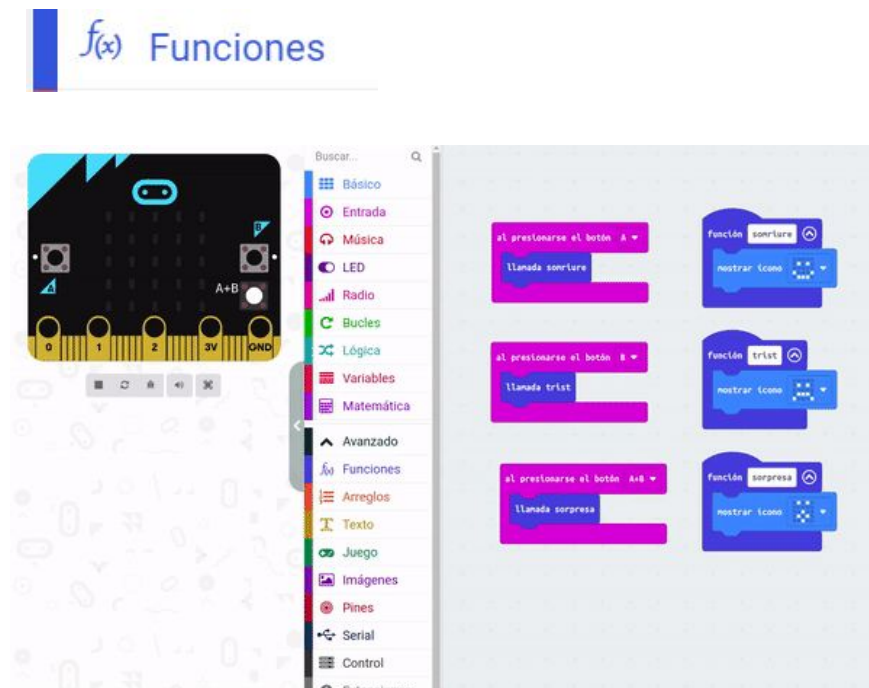 f(x) Funciones
Buscar...
Básico
Entrada
Música
LED
Radio
Bucles
Lógica
Variables
Matemática
Avanzado
f(x) Funciones
Arreglos
Texto
Juego
Imágenes
Pines
Serial
Control
B
A
A+B
0 1 2 3V GND
al presionarse el botón A
llamada somriure
función somriure
mostrar icono
al presionarse el botón B
llamada trist
función trist
mostrar icono
al presionarse el botón A+B
llamada sorpresa
función sorpresa
mostrar icono